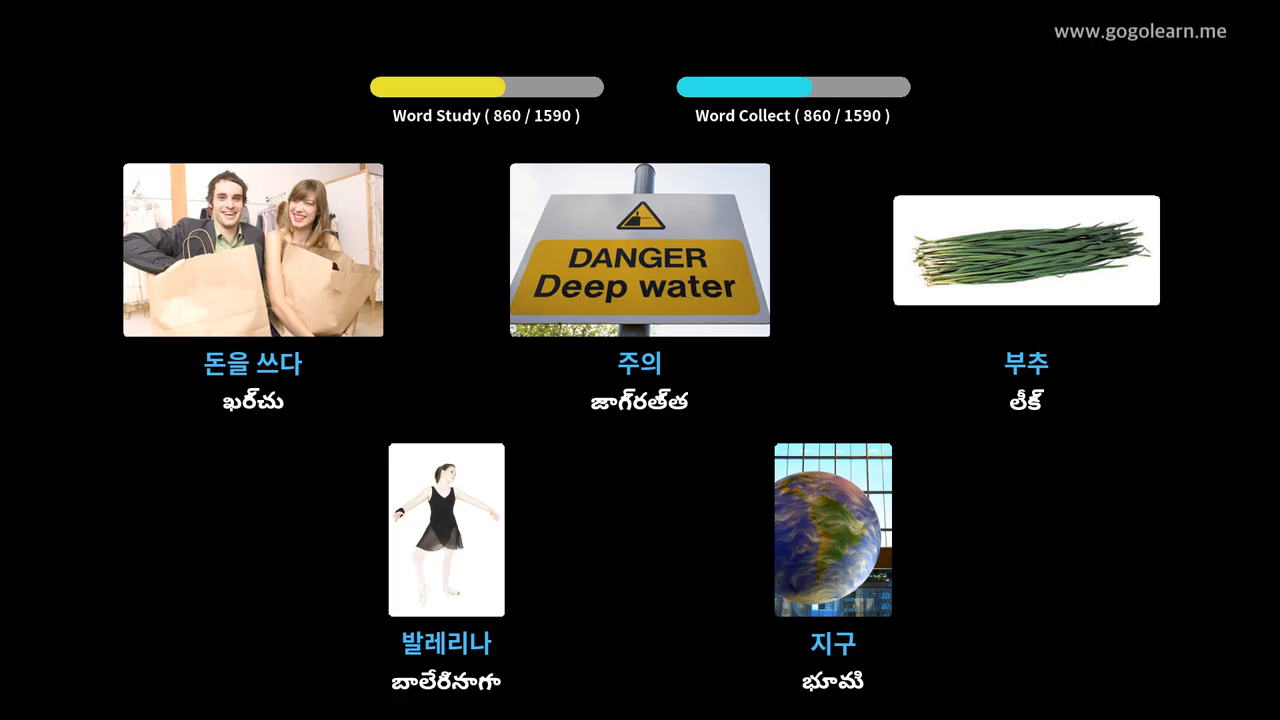 www.gogolearn.me
Word Study ( 860 / 1590 )
Word Collect ( 860 / 1590 )
DANGER
Deep water
돈을 쓰다
주의
부추
ఖర్చు
జాగ్రత్త
లీక్
발레리나
지구
బాలేరినాగా
భూమి